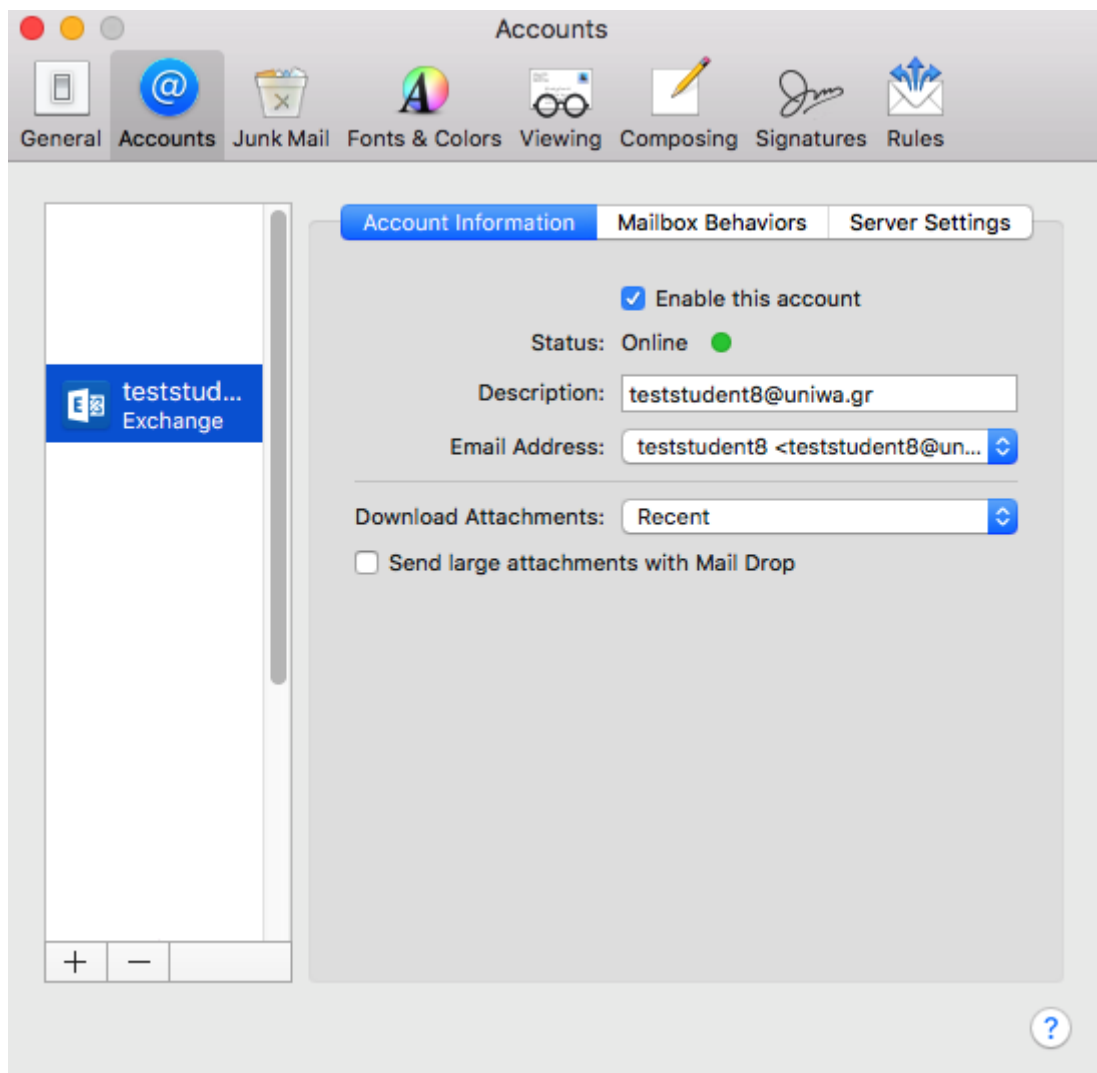 Accounts
General Accounts Junk Mail Fonts & Colors Viewing Composing Signatures Rules
Account Information Mailbox Behaviors Server Settings
Enable this account
Status: Online
teststud...
Exchange
Description: teststudent8@uniwa.gr
Email Address: teststudent8 <teststudent8@un...
Download Attachments: Recent
Send large attachments with Mail Drop
+ −
?